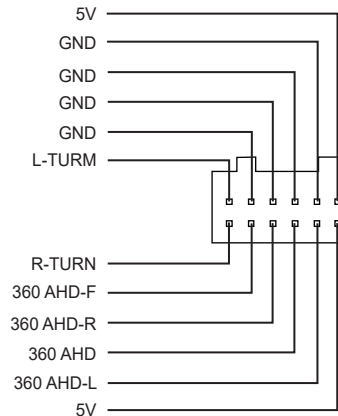 5V
GND
GND
GND
GND
L-TURM
R-TURN
360 AHD-F
360 AHD-R
360 AHD
360 AHD-L
5V